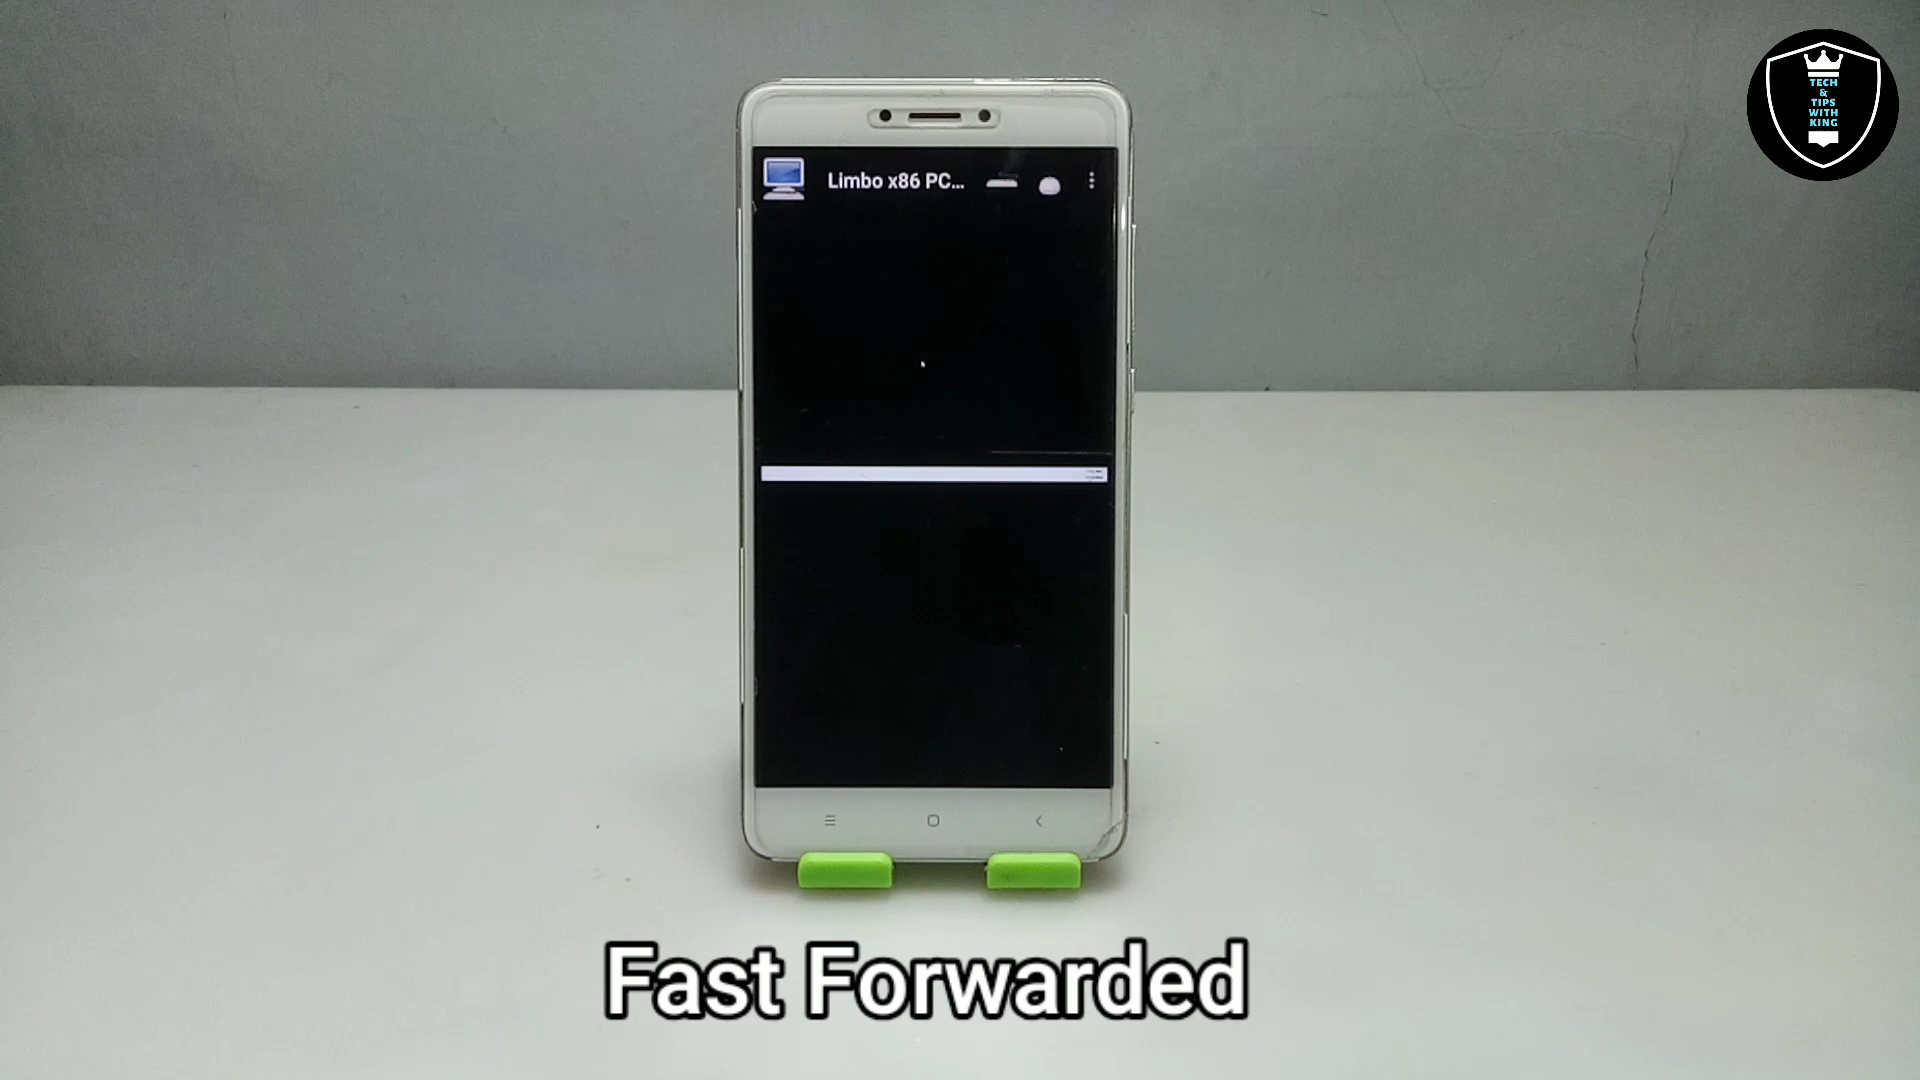 TECH
&
TIPS
WITH
KING
Limbo x86 PC...
Fast Forwarded